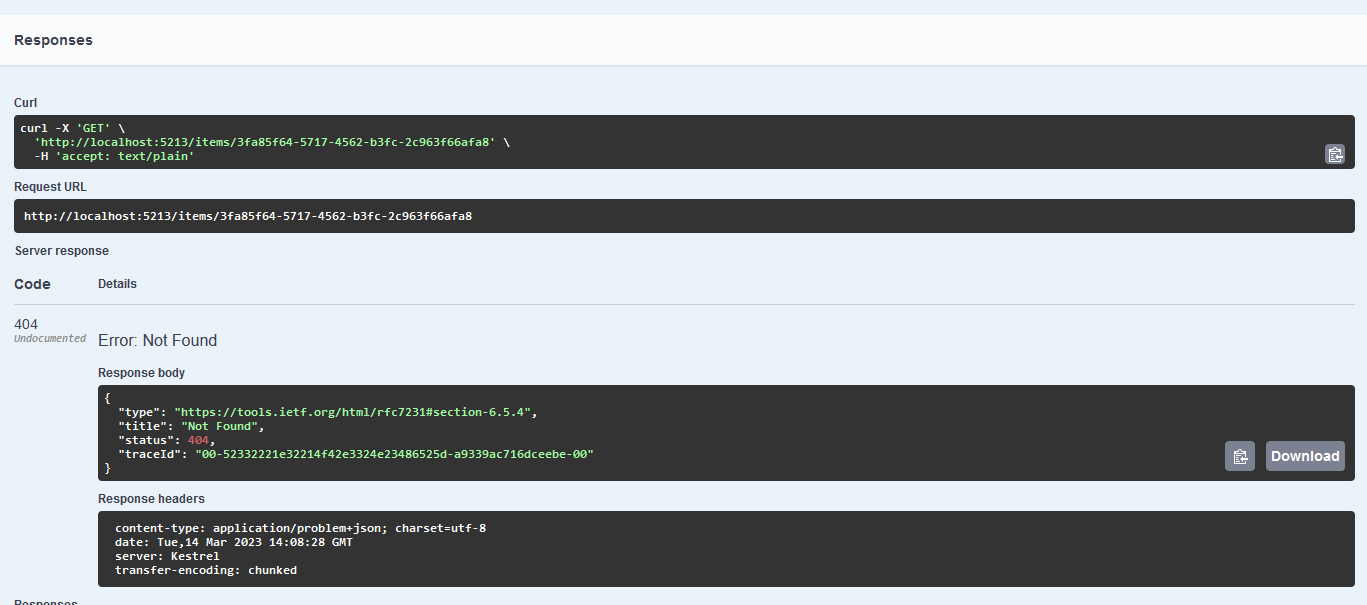 Responses
Curl
curl -X 'GET' \
  'http://localhost:5213/items/3fa85f64-5717-4562-b3fc-2c963f66afa8' \
  -H 'accept: text/plain'
Request URL
http://localhost:5213/items/3fa85f64-5717-4562-b3fc-2c963f66afa8
Server response
Code Details
404
Undocumented
Error: Not Found
Response body
{
  "type": "https://tools.ietf.org/html/rfc7231#section-6.5.4",
  "title": "Not Found",
  "status": 404,
  "traceId": "00-52332221e32214f42e3324e23486525d-a9339ac716dceebe-00"
}
Download
Response headers
content-type: application/problem+json; charset=utf-8
date: Tue,14 Mar 2023 14:08:28 GMT
server: Kestrel
transfer-encoding: chunked
Responses